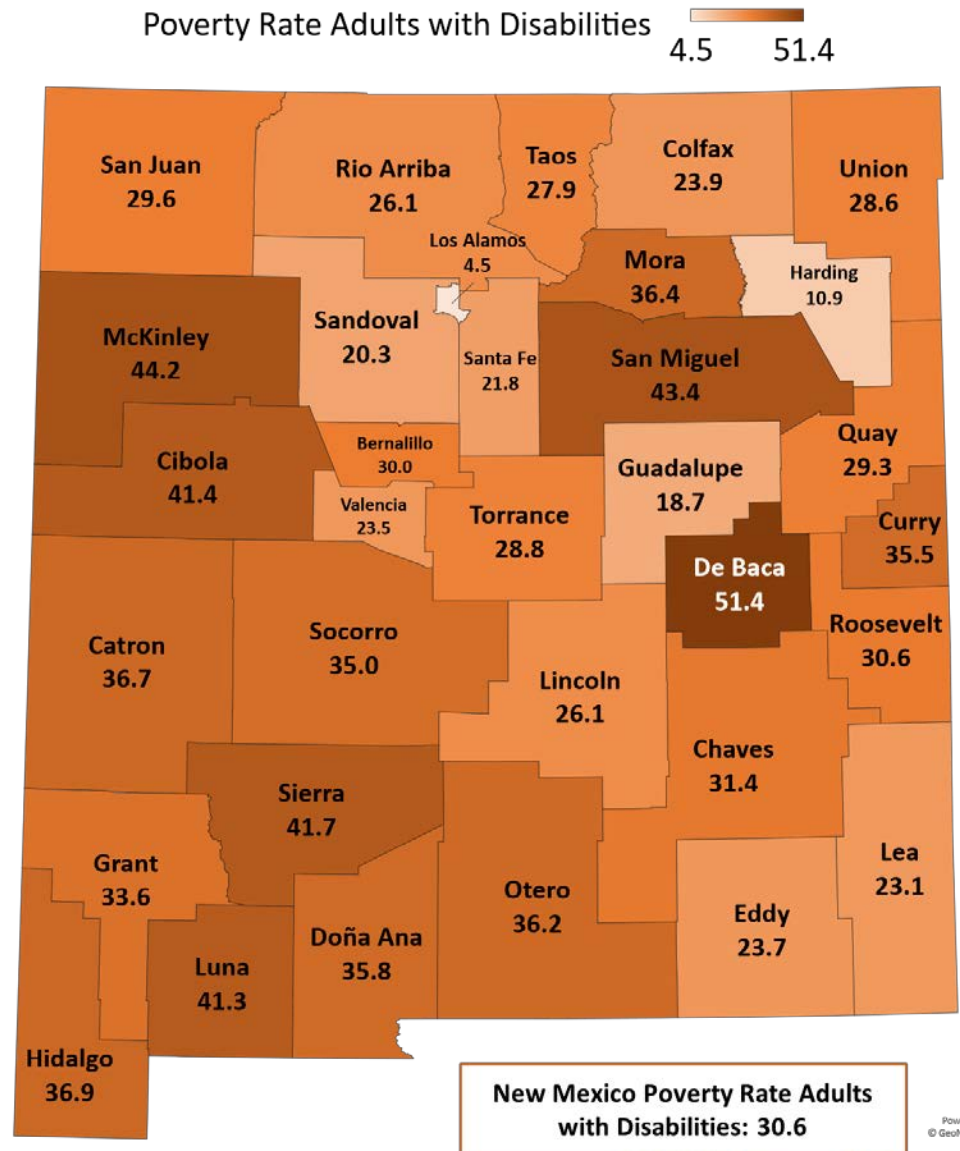 Poverty Rate Adults with Disabilities
4.5 51.4
San Juan
29.6
Rio Arriba
26.1
Taos
27.9
Colfax
23.9
Union
28.6
Los Alamos
4.5
Mora
36.4
Harding
10.9
McKinley
44.2
Sandoval
20.3
Santa Fe
21.8
San Miguel
43.4
Quay
29.3
Cibola
41.4
Bernalillo
30.0
Valencia
23.5
Torrance
28.8
Guadalupe
18.7
Curry
35.5
De Baca
51.4
Roosevelt
30.6
Catron
36.7
Socorro
35.0
Lincoln
26.1
Chaves
31.4
Sierra
41.7
Grant
33.6
Otero
36.2
Lea
23.1
Eddy
23.7
Doña Ana
35.8
Luna
41.3
Hidalgo
36.9
New Mexico Poverty Rate Adults
with Disabilities: 30.6